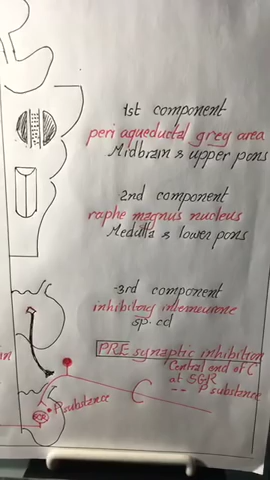 1st component
peri aqueductal grey area
Midbrain & upper pons
2nd component
raphe magnus nucleus
Medulla & lower pons
3rd component
inhibitory interneurone
sp. cd
PRE synaptic inhibition
Central end of C
at SGR
-- P substance
P substance
SGR
C